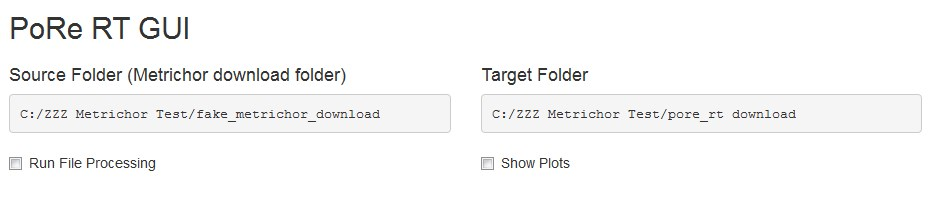 PoRe RT GUI
Source Folder (Metrichor download folder)
Target Folder
C:/ZZZ Metrichor Test/fake_metrichor_download
C:/ZZZ Metrichor Test/pore_rt download
Run File Processing
Show Plots